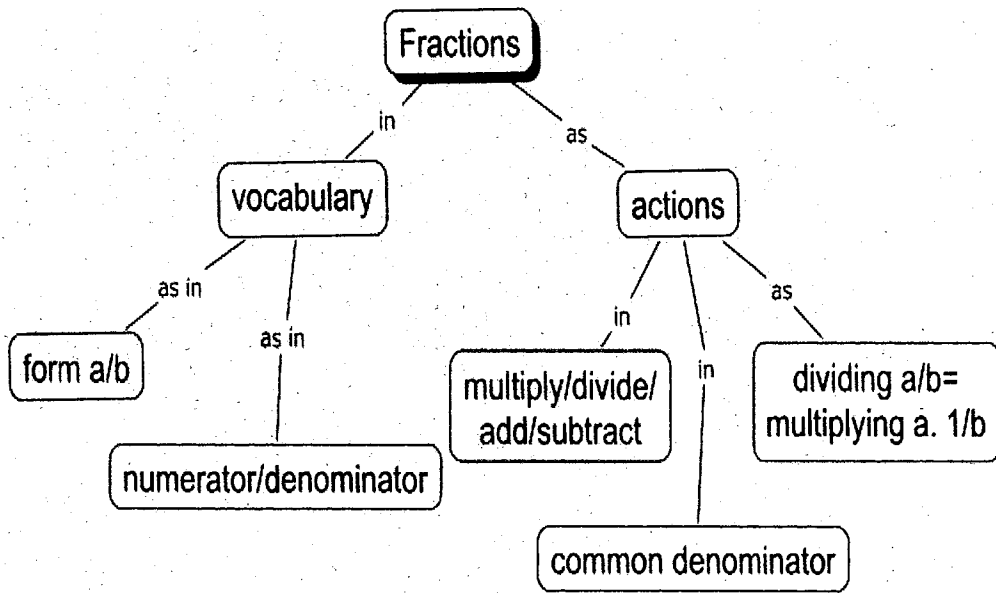 Fractions
in
as
vocabulary
actions
as in
as in
in
in
as
form a/b
numerator/denominator
multiply/divide/
add/subtract
common denominator
dividing a/b=
multiplying a. 1/b